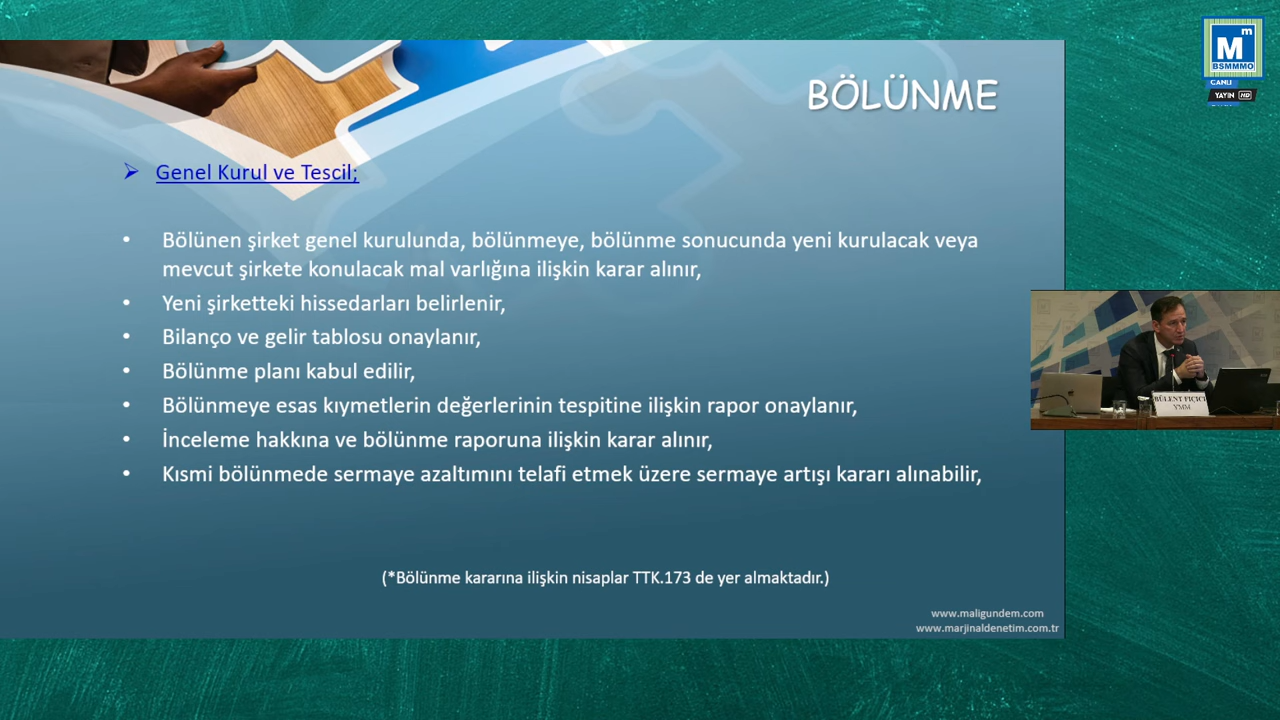 M m
BSMMMO
CANLI
YAYIN HD
BÖLÜNME
Genel Kurul ve Tescil;
• Bölünen şirket genel kurulunda, bölünmeye, bölünme sonucunda yeni kurulacak veya
mevcut şirkete konulacak mal varlığına ilişkin karar alınır,
• Yeni şirketteki hissedarları belirlenir,
• Bilanço ve gelir tablosu onaylanır,
• Bölünme planı kabul edilir,
• Bölünmeye esas kıymetlerin değerlerinin tespitine ilişkin rapor onaylanır,
• İnceleme hakkına ve bölünme raporuna ilişkin karar alınır,
• Kısmi bölünmede sermaye azaltımını telafi etmek üzere sermaye artışı kararı alınabilir,
BÜLENT FIÇICI
YMM
(*Bölünme kararına ilişkin nisaplar TTK.173 de yer almaktadır.)
www.maligundem.com
www.marjinaldenetim.com.tr